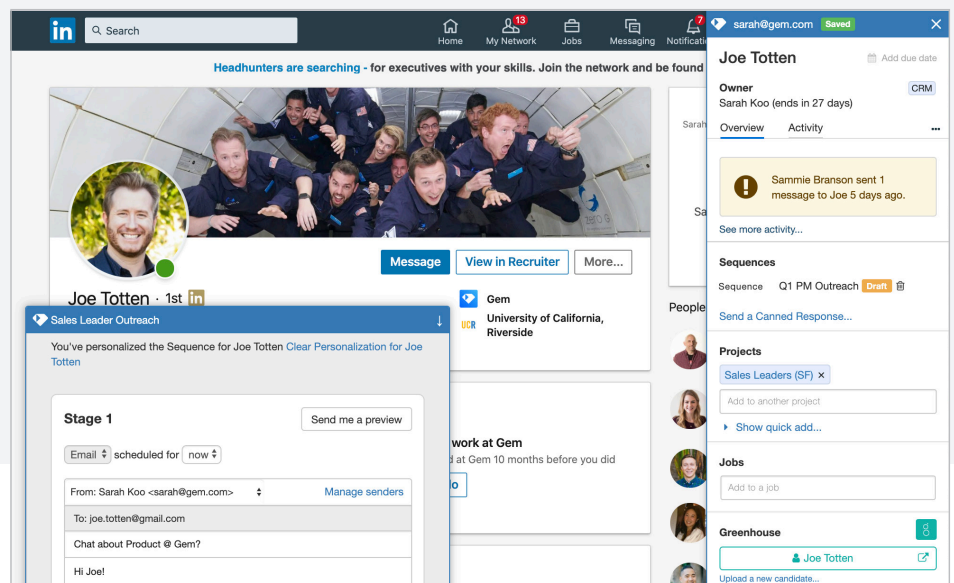 in
Search
Home
13
My Network
Jobs
Messaging
7
Notificati
Headhunters are searching - for executives with your skills. Join the network and be found
zero G
Message
View in Recruiter
More...
Joe Totten · 1st in
Gem
UCR
University of California,
Riverside
Sarah
Sa
People
work at Gem
d at Gem 10 months before you did
lo
Sales Leader Outreach ↓
You've personalized the Sequence for Joe Totten Clear Personalization for Joe
Totten
Stage 1
Send me a preview
Email scheduled for now
From: Sarah Koo <sarah@gem.com>
Manage senders
To: joe.totten@gmail.com
Chat about Product @ Gem?
Hi Joe!
sarah@gem.com Saved
Joe Totten
Add due date
Owner
CRM
Sarah Koo (ends in 27 days)
Overview Activity ...
Sammie Branson sent 1
message to Joe 5 days ago.
See more activity...
Sequences
Sequence Q1 PM Outreach Draft
Send a Canned Response...
Projects
Sales Leaders (SF) ×
Add to another project
Show quick add...
Jobs
Add to a job
Greenhouse
Joe Totten
Upload a new candidate...